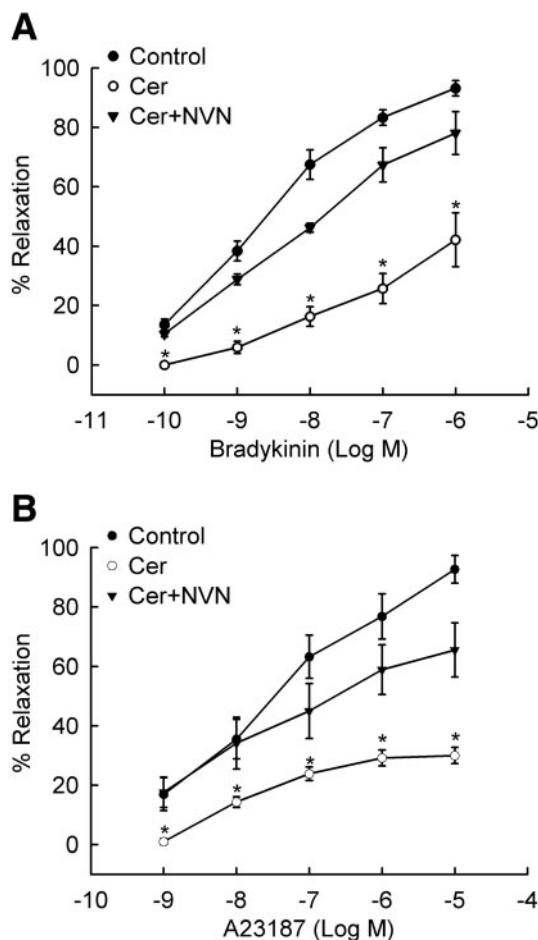 A
● Control
○ Cer
▼ Cer+NVN
% Relaxation
100
80
60
40
20
0
*
*
*
*
*
-11 -10 -9 -8 -7 -6 -5
Bradykinin (Log M)
B
● Control
○ Cer
▼ Cer+NVN
% Relaxation
100
80
60
40
20
0
*
*
*
*
*
-10 -9 -8 -7 -6 -5 -4
A23187 (Log M)